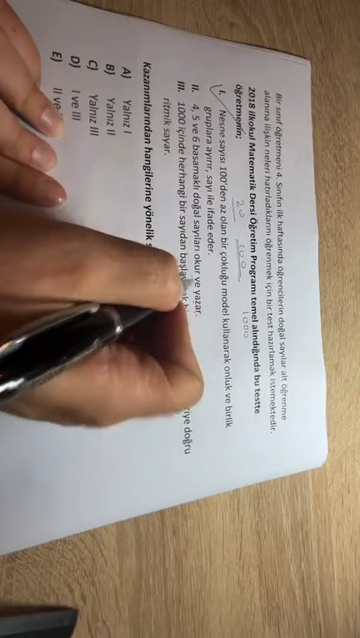 Bir sınıf öğretmeni 4. Sınıfın ilk haftasında öğrencilerin doğal sayılar alt öğrenme
alanına ilişkin neleri hatırladıklarını öğrenmek için bir test hazırlamak istemektedir.
2018 İlkokul Matematik Dersi Öğretim Programı temel alındığında bu testte
öğretmenin;
20 100 1000
I. Nesne sayısı 100'den az olan bir çokluğu model kullanarak onluk ve birlik
gruplara ayırır, sayı ile ifade eder.
II. 4, 5 ve 6 basamaklı doğal sayıları okur ve yazar.
III. 1000 içinde herhangi bir sayıdan doğru
ritmik sayar.
Kazanımlarından hangilerine yönelik
A) Yalnız I
B) Yalnız II
C) Yalnız III
D) I ve III
E) II ve